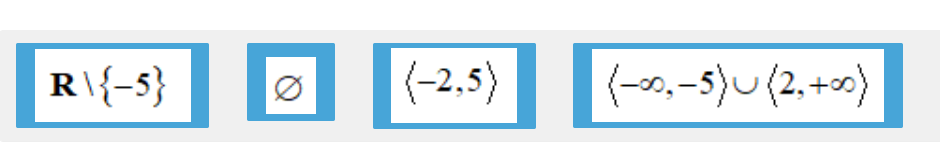 R\{−5} ∅ ⟨−2,5⟩ ⟨−∞,−5⟩∪⟨2,+∞⟩